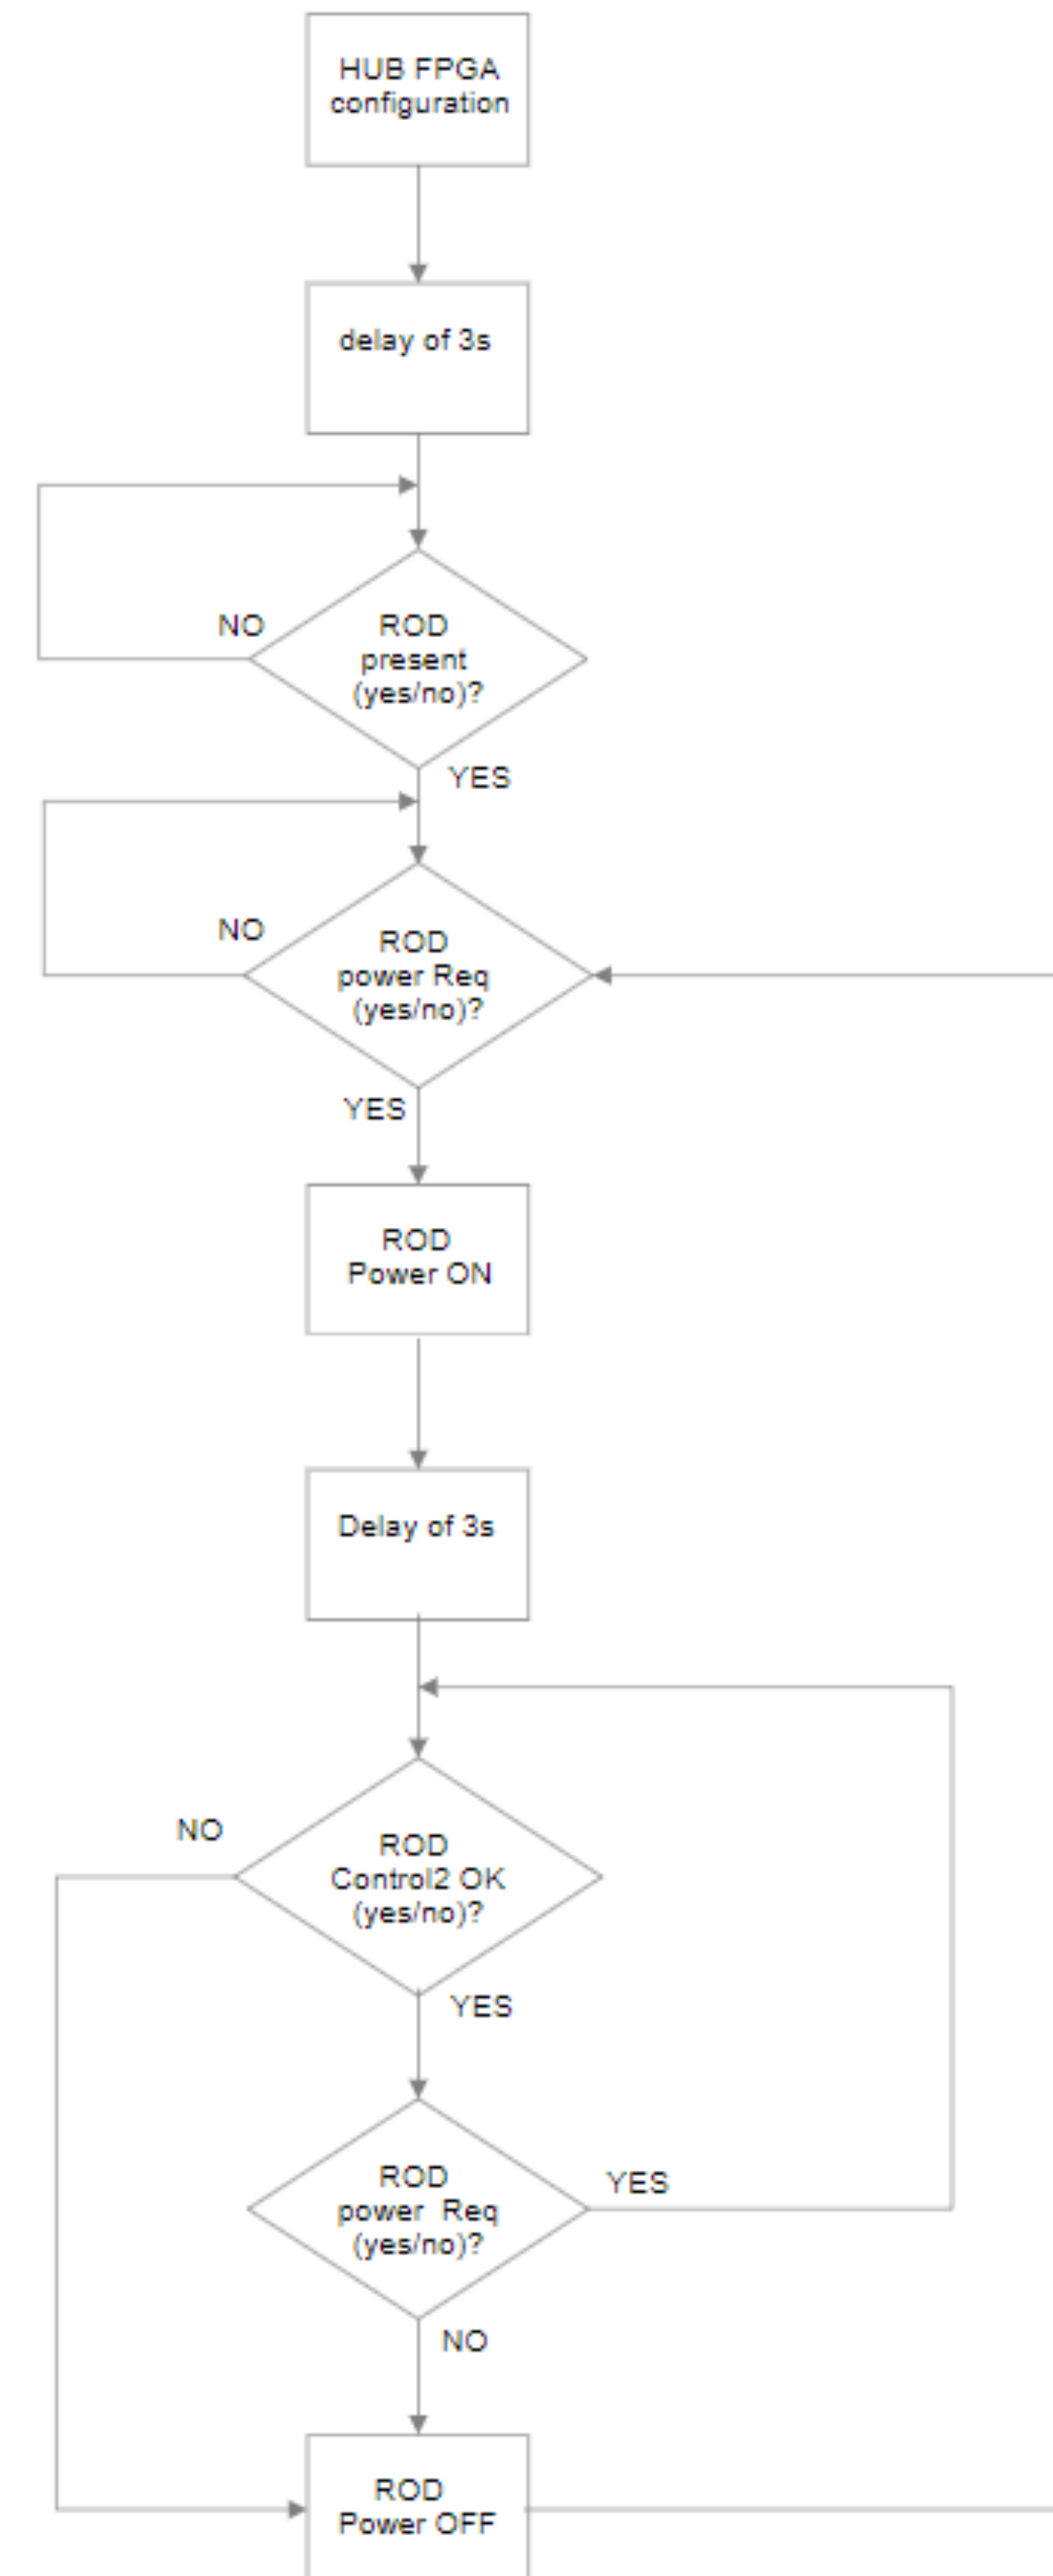 HUB FPGA
configuration
delay of 3s
NO
ROD
present
(yes/no)?
YES
NO
ROD
power Req
(yes/no)?
YES
ROD
Power ON
Delay of 3s
NO
ROD
Control2 OK
(yes/no)?
YES
ROD
power  Req
(yes/no)?
YES
NO
ROD
Power OFF